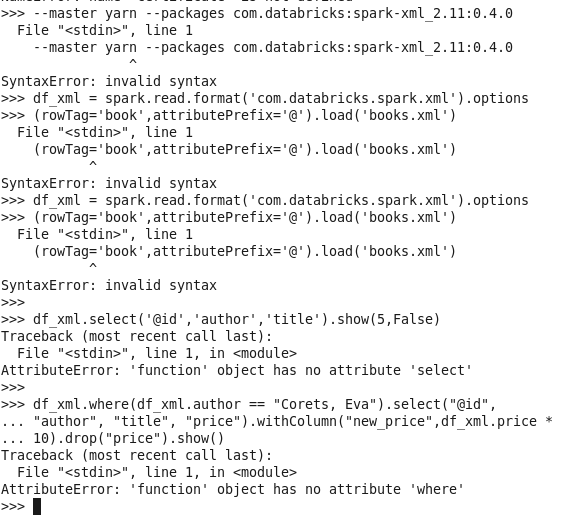 >>> --master yarn --packages com.databricks:spark-xml_2.11:0.4.0
  File "<stdin>", line 1
    --master yarn --packages com.databricks:spark-xml_2.11:0.4.0
                ^
SyntaxError: invalid syntax
>>> df_xml = spark.read.format('com.databricks.spark.xml').options
>>> (rowTag='book',attributePrefix='@').load('books.xml')
  File "<stdin>", line 1
    (rowTag='book',attributePrefix='@').load('books.xml')
           ^
SyntaxError: invalid syntax
>>> df_xml = spark.read.format('com.databricks.spark.xml').options
>>> (rowTag='book',attributePrefix='@').load('books.xml')
  File "<stdin>", line 1
    (rowTag='book',attributePrefix='@').load('books.xml')
           ^
SyntaxError: invalid syntax
>>>
>>> df_xml.select('@id','author','title').show(5,False)
Traceback (most recent call last):
  File "<stdin>", line 1, in <module>
AttributeError: 'function' object has no attribute 'select'
>>>
>>> df_xml.where(df_xml.author == "Corets, Eva").select("@id",
... "author", "title", "price").withColumn("new_price",df_xml.price *
... 10).drop("price").show()
Traceback (most recent call last):
  File "<stdin>", line 1, in <module>
AttributeError: 'function' object has no attribute 'where'
>>>